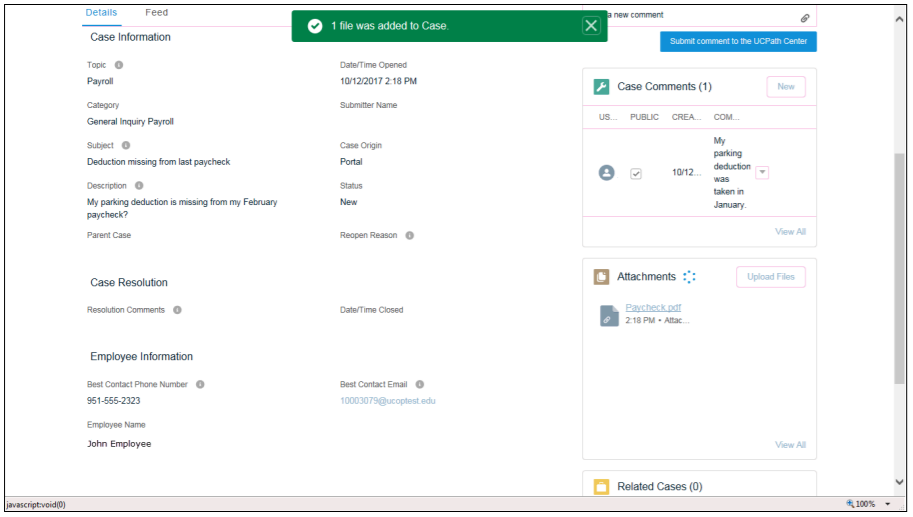 Details Feed
1 file was added to Case.
a new comment
Submit comment to the UCPath Center
Case Information
Topic
Date/Time Opened
Payroll
10/12/2017 2:18 PM
Category
Submitter Name
General Inquiry Payroll
Subject
Case Origin
Deduction missing from last paycheck
Portal
Description
Status
My parking deduction is missing from my February
paycheck?
New
Parent Case
Reopen Reason
Case Resolution
Resolution Comments
Date/Time Closed
Employee Information
Best Contact Phone Number
Best Contact Email
951-555-2323
10003079@ucoptest.edu
Employee Name
John Employee
Case Comments (1)
New
US... PUBLIC CREA... COM...
10/12...
My
parking
deduction
was
taken in
January.
View All
Attachments
Upload Files
Paycheck.pdf
2:18 PM • Attac...
View All
Related Cases (0)
javascript:void(0)
100%